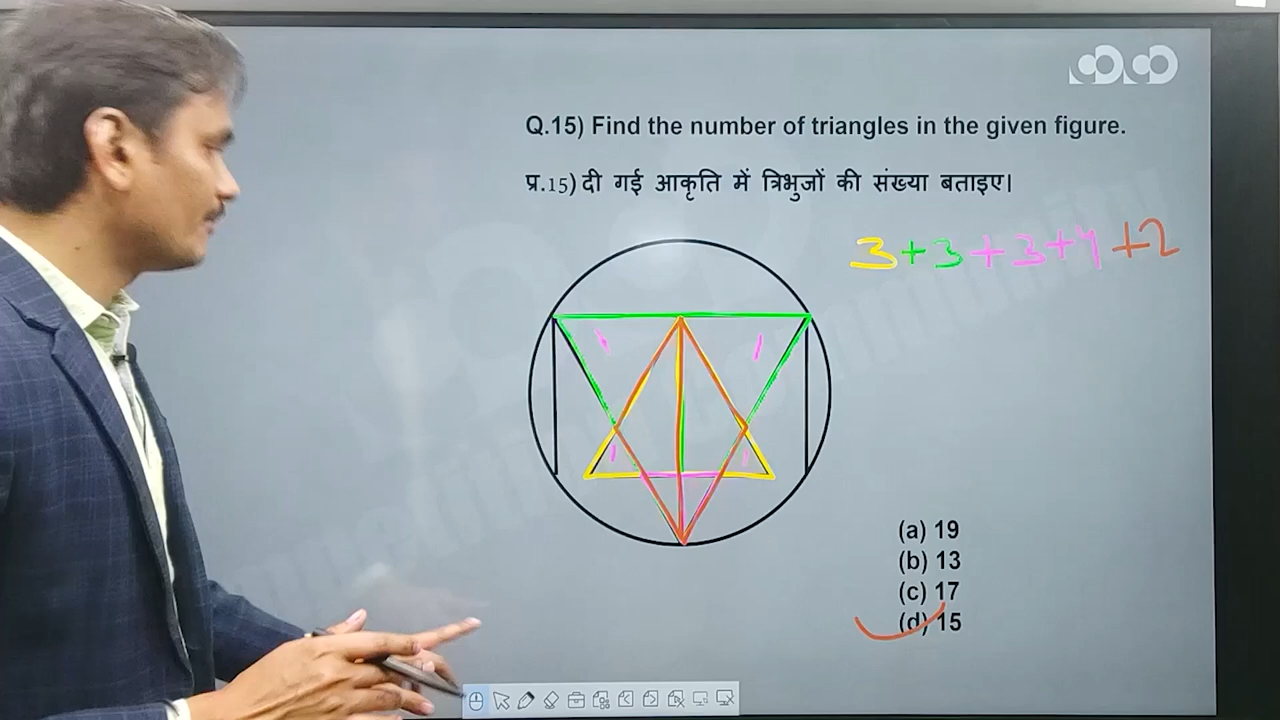 Q.15) Find the number of triangles in the given figure.
प्र.15) दी गई आकृति में त्रिभुजों की संख्या बताइए।
3+3+3+4+2
(a) 19
(b) 13
(c) 17
(d) 15